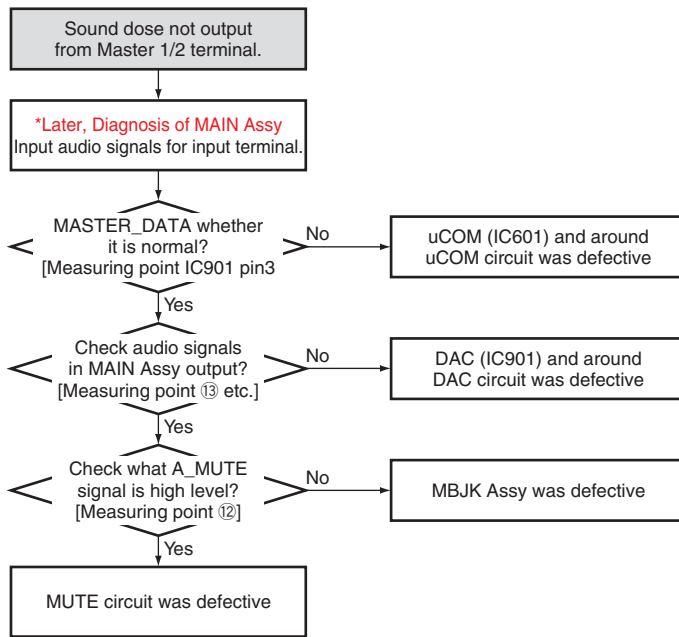 Sound dose not output
from Master 1/2 terminal.
*Later, Diagnosis of MAIN Assy
Input audio signals for input terminal.
MASTER_DATA whether
it is normal?
[Measuring point IC901 pin3
No
uCOM (IC601) and around
uCOM circuit was defective
Yes
Check audio signals
in MAIN Assy output?
[Measuring point ⑬ etc.]
No
DAC (IC901) and around
DAC circuit was defective
Yes
Check what A_MUTE
signal is high level?
[Measuring point ⑫]
No
MBJK Assy was defective
Yes
MUTE circuit was defective